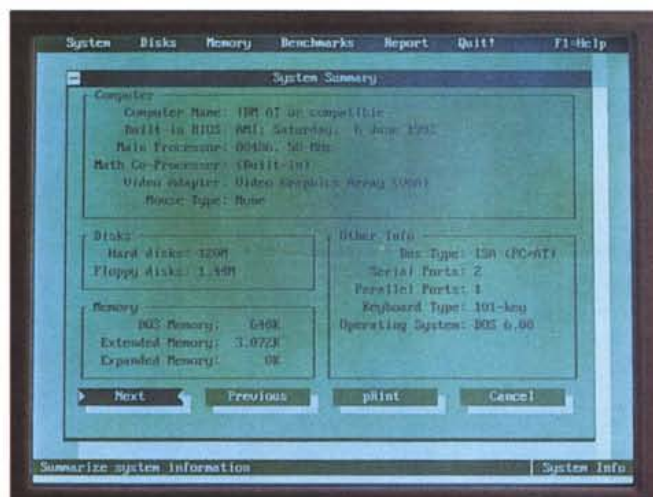 System Disks Memory Benchmarks Report Quit! F1=Help
System Summary
Computer
Computer Name: IBM AT or compatible
Built-in BIOS: AMI, Saturday, 6 June 1992
Main Processor: 80486, 50 MHz
Math Co-Processor: (Built-in)
Video Adapter: Video Graphics Array (VGA)
Mouse Type: None
Disks
Hard disks: 120M
Floppy disks: 1.44M
Other Info
Bus Type: ISA (PC/AT)
Serial Ports: 2
Parallel Ports: 1
Keyboard Type: 101-key
Operating System: DOS 6.00
Memory
DOS Memory: 640K
Extended Memory: 3,072K
Expanded Memory: 0K
Next Previous pRint Cancel
Summarize system information System Info